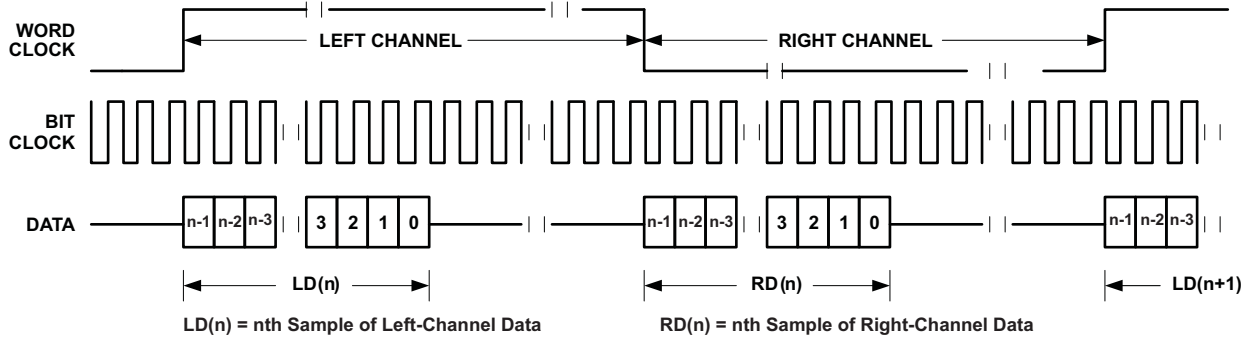 WORD
CLOCK
LEFT CHANNEL
RIGHT CHANNEL
BIT
CLOCK
DATA
n-1 n-2 n-3 3 2 1 0 n-1 n-2 n-3 3 2 1 0 n-1 n-2 n-3
LD(n) RD(n) LD(n+1)
LD(n) = nth Sample of Left-Channel Data
RD(n) = nth Sample of Right-Channel Data